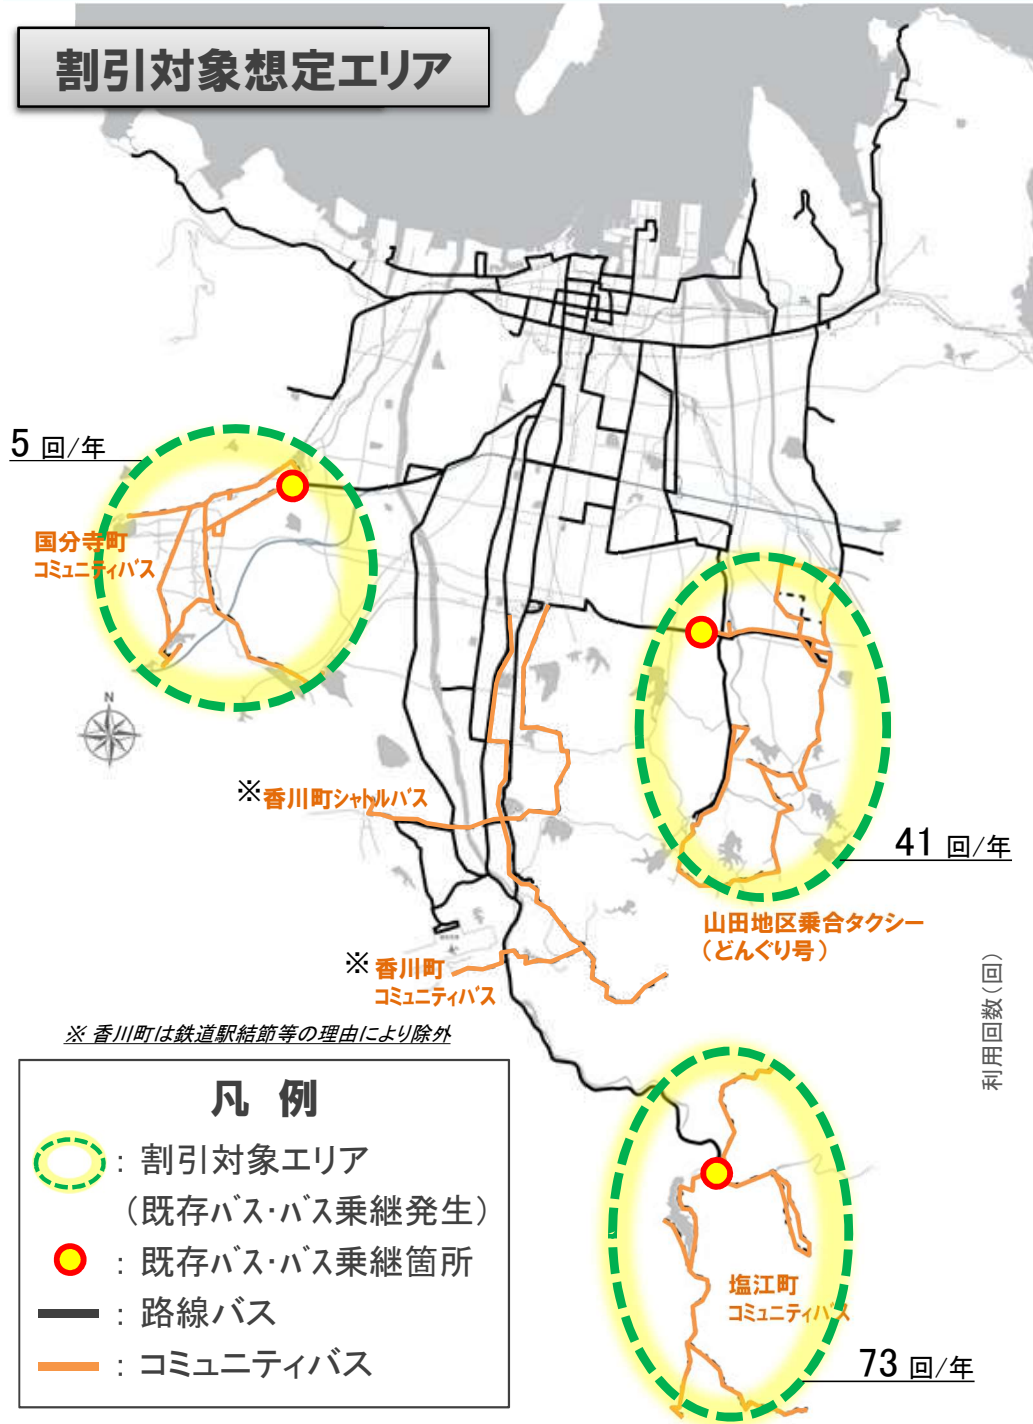 割引対象想定エリア
5 回/年
国分寺町
コミュニティバス
N
※香川町シャトルバス
41 回/年
山田地区乗合タクシー
(どんぐり号)
※ 香川町
コミュニティバス
利用回数(回)
※ 香川町は鉄道駅結節等の理由により除外
凡 例
: 割引対象エリア
(既存バス・バス乗継発生)
: 既存バス・バス乗継箇所
: 路線バス
: コミュニティバス
塩江町
コミュニティバス
73 回/年